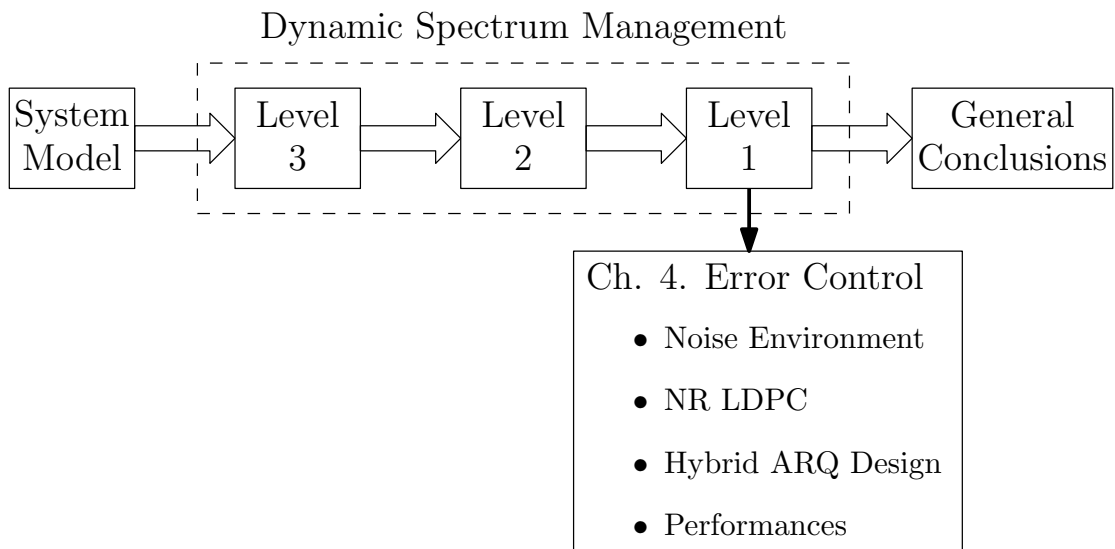 Dynamic Spectrum Management
System
Model
Level
3
Level
2
Level
1
General
Conclusions
Ch. 4. Error Control
• Noise Environment
• NR LDPC
• Hybrid ARQ Design
• Performances